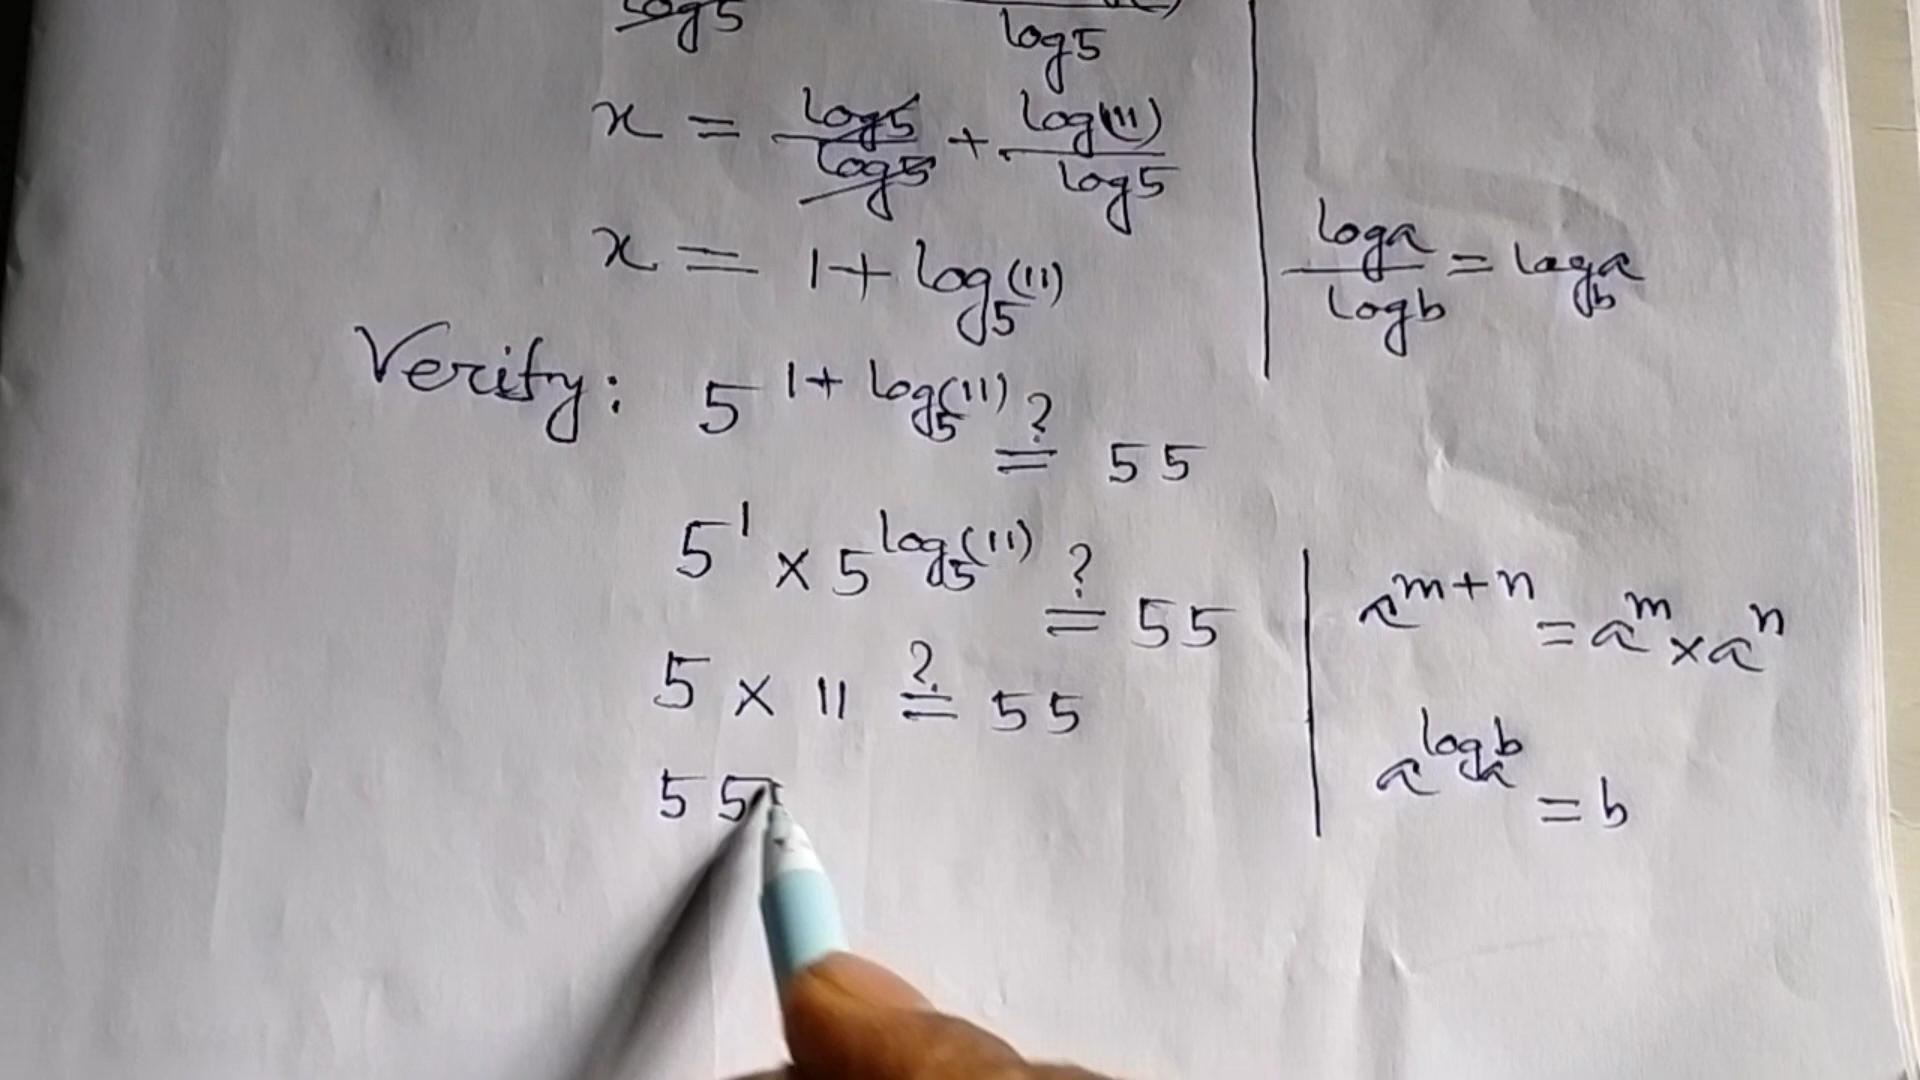 log5 log5
x = log5/log5 + log(11)/log5
x = 1 + log₅(11)
loga/logb = log_b a
Verify: 5^(1 + log₅(11)) ?= 55
5¹ × 5^(log₅(11)) ?= 55
5 × 11 ?= 55
55
a^(m+n) = a^m × a^n
a^(log_a b) = b